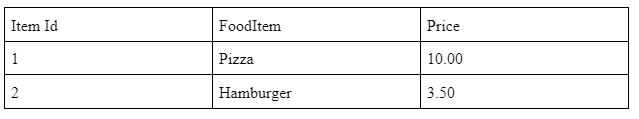 Item Id FoodItem Price
1 Pizza 10.00
2 Hamburger 3.50